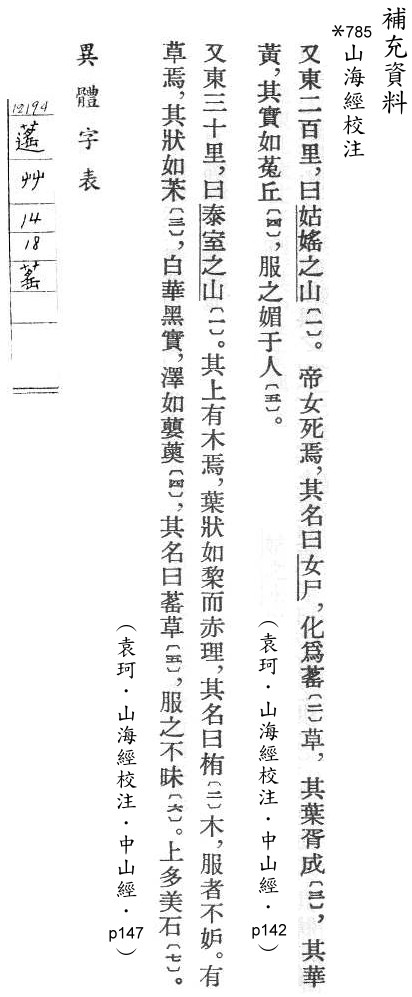 補充資料
*785
山海經校注
又東二百里，曰姑媱之山〔一〕。帝女死焉，其名曰女尸，化爲䔄〔二〕草，其葉胥成〔三〕，其華
黃，其實如菟丘〔四〕，服之媚于人〔五〕。
（袁珂．山海經校注．中山經．p142）
又東三十里，曰泰室之山〔一〕。其上有木焉，葉狀如棃而赤理，其名曰栯〔二〕木，服者不妒。有
草焉，其狀如𦬸〔三〕，白華黑實，澤如蘡薁〔四〕，其名曰䔄草〔五〕，服之不昧〔六〕。上多美石〔七〕。
（袁珂．山海經校注．中山經．p147）
異體字表
12194
艸
14
18
䔄